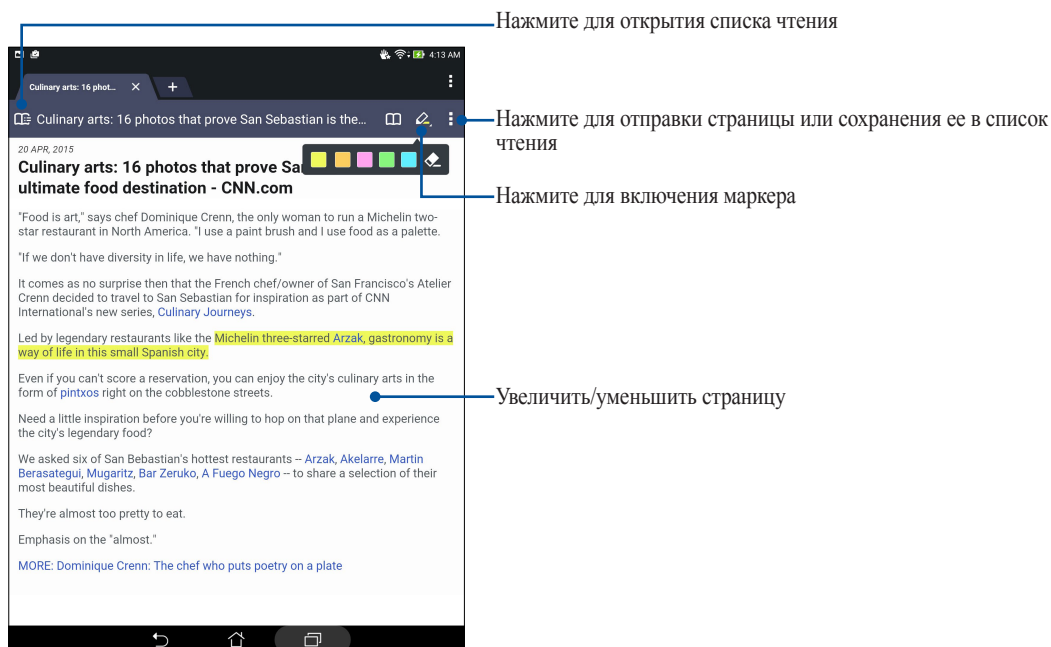 Нажмите для открытия списка чтения
4:13 AM
Culinary arts: 16 phot...
Culinary arts: 16 photos that prove San Sebastian is the...
Нажмите для отправки страницы или сохранения ее в список
чтения
20 APR, 2015
Culinary arts: 16 photos that prove Sa
ultimate food destination - CNN.com
Нажмите для включения маркера
"Food is art," says chef Dominique Crenn, the only woman to run a Michelin two-
star restaurant in North America. "I use a paint brush and I use food as a palette.
"If we don't have diversity in life, we have nothing."
It comes as no surprise then that the French chef/owner of San Francisco's Atelier
Crenn decided to travel to San Sebastian for inspiration as part of CNN
International's new series, Culinary Journeys.
Led by legendary restaurants like the Michelin three-starred Arzak, gastronomy is a
way of life in this small Spanish city.
Even if you can't score a reservation, you can enjoy the city's culinary arts in the
form of pintxos right on the cobblestone streets.
Увеличить/уменьшить страницу
Need a little inspiration before you're willing to hop on that plane and experience
the city's legendary food?
We asked six of San Bebastian's hottest restaurants -- Arzak, Akelarre, Martin
Berasategui, Mugaritz, Bar Zeruko, A Fuego Negro -- to share a selection of their
most beautiful dishes.
They're almost too pretty to eat.
Emphasis on the "almost."
MORE: Dominique Crenn: The chef who puts poetry on a plate